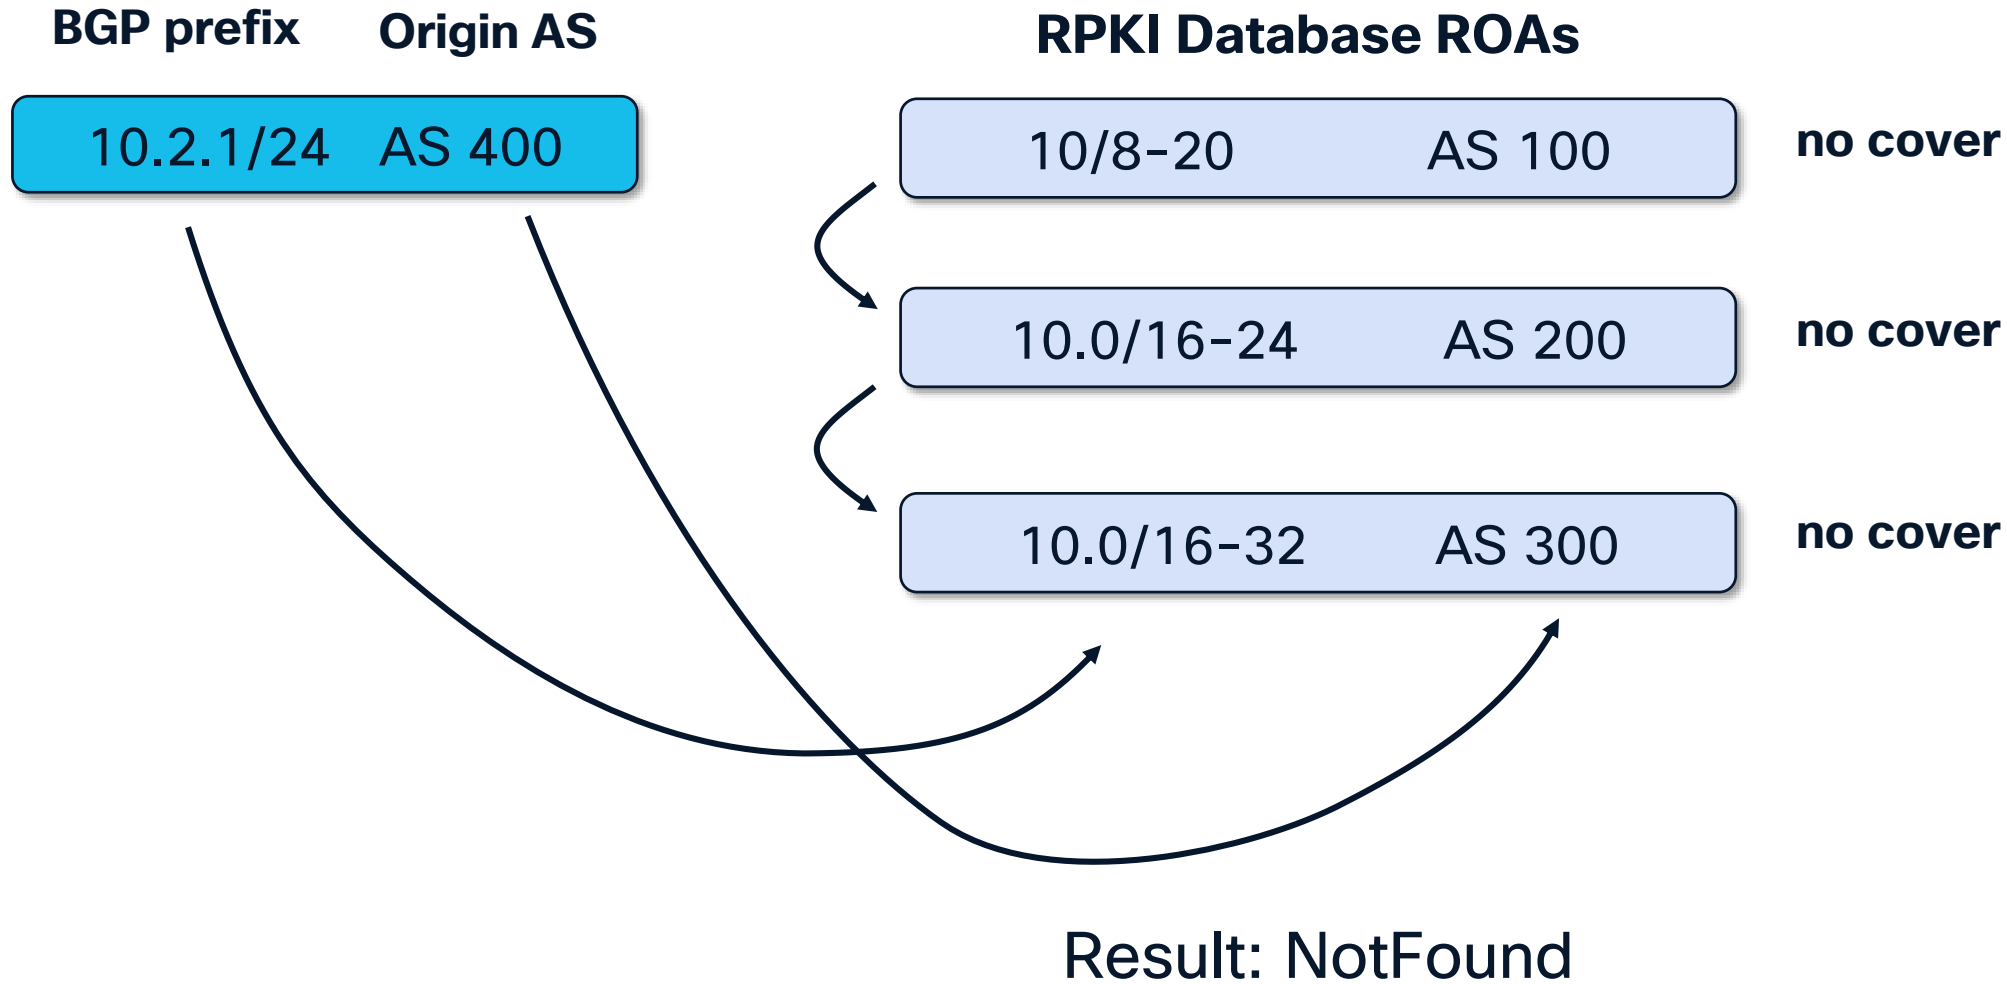 BGP prefix Origin AS RPKI Database ROAs
10.2.1/24 AS 400 10/8-20 AS 100 no cover
10.0/16-24 AS 200 no cover
10.0/16-32 AS 300 no cover
Result: NotFound